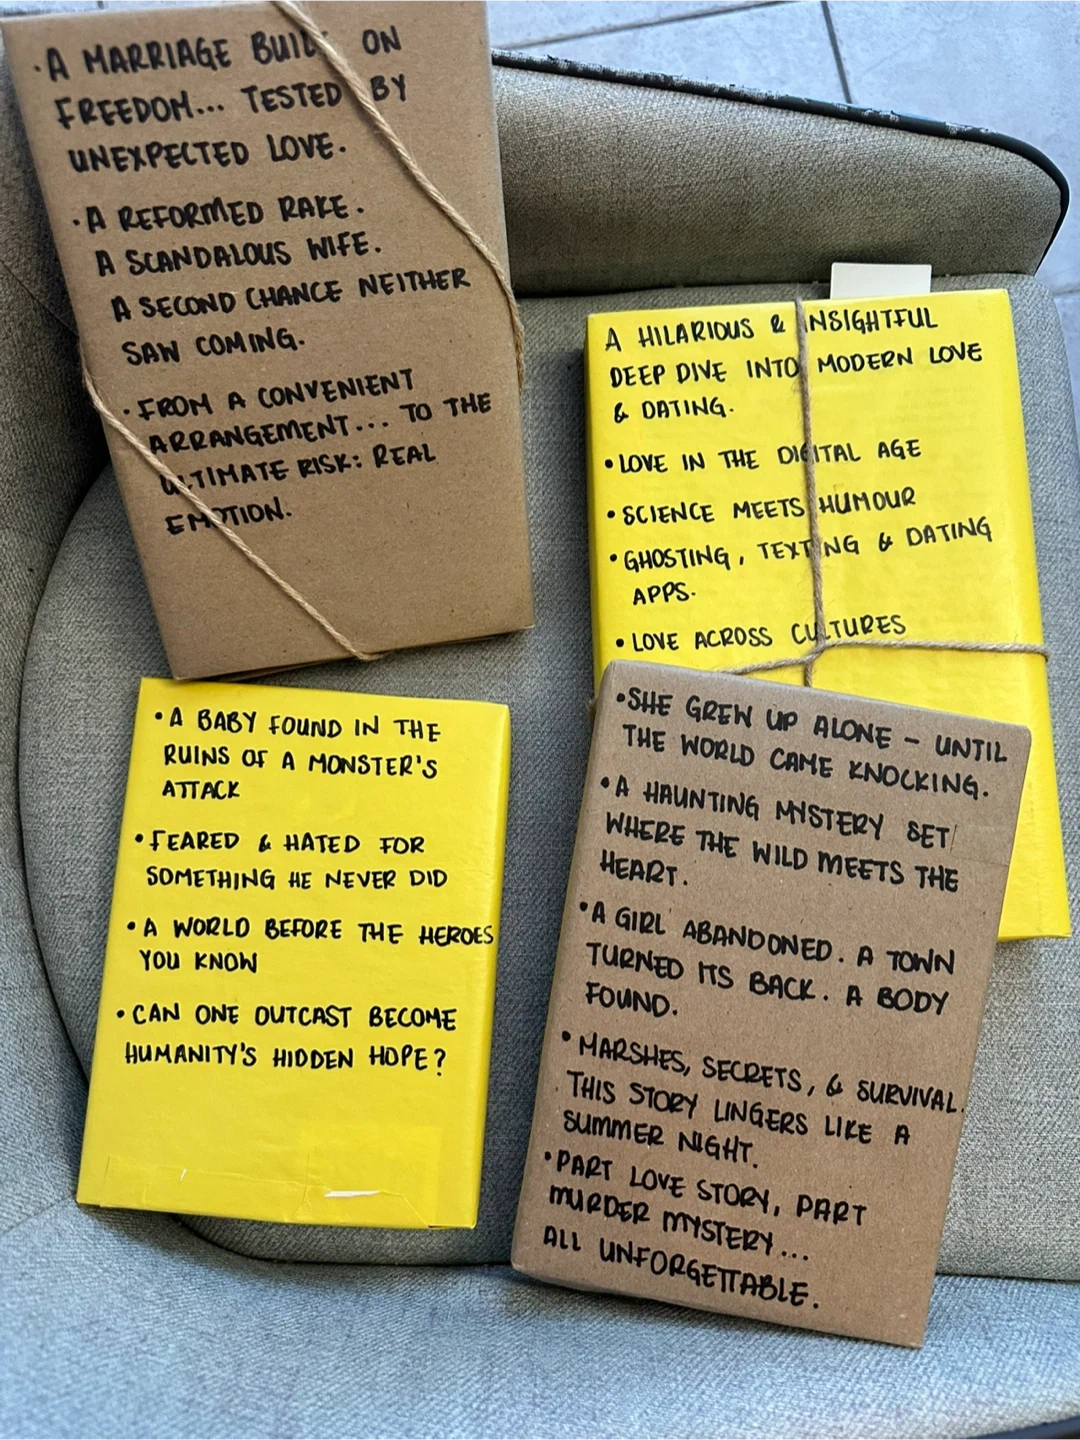 · A MARRIAGE BUILT ON
FREEDOM... TESTED BY
UNEXPECTED LOVE.
· A REFORMED RAKE.
A SCANDALOUS WIFE.
A SECOND CHANCE NEITHER
SAW COMING.
· FROM A CONVENIENT
ARRANGEMENT... TO THE
ULTIMATE RISK: REAL
EMOTION.
A HILARIOUS & INSIGHTFUL
DEEP DIVE INTO MODERN LOVE
& DATING.
• LOVE IN THE DIGITAL AGE
• SCIENCE MEETS HUMOUR
• GHOSTING, TEXTING & DATING
APPS.
• LOVE ACROSS CULTURES
• A BABY FOUND IN THE
RUINS OF A MONSTER'S
ATTACK
• FEARED & HATED FOR
SOMETHING HE NEVER DID
• A WORLD BEFORE THE HEROES
YOU KNOW
• CAN ONE OUTCAST BECOME
HUMANITY'S HIDDEN HOPE?
• SHE GREW UP ALONE - UNTIL
THE WORLD CAME KNOCKING.
• A HAUNTING MYSTERY SET
WHERE THE WILD MEETS THE
HEART.
• A GIRL ABANDONED. A TOWN
TURNED ITS BACK. A BODY
FOUND.
• MARSHES, SECRETS, & SURVIVAL.
THIS STORY LINGERS LIKE A
SUMMER NIGHT.
• PART LOVE STORY, PART
MURDER MYSTERY...
ALL UNFORGETTABLE.